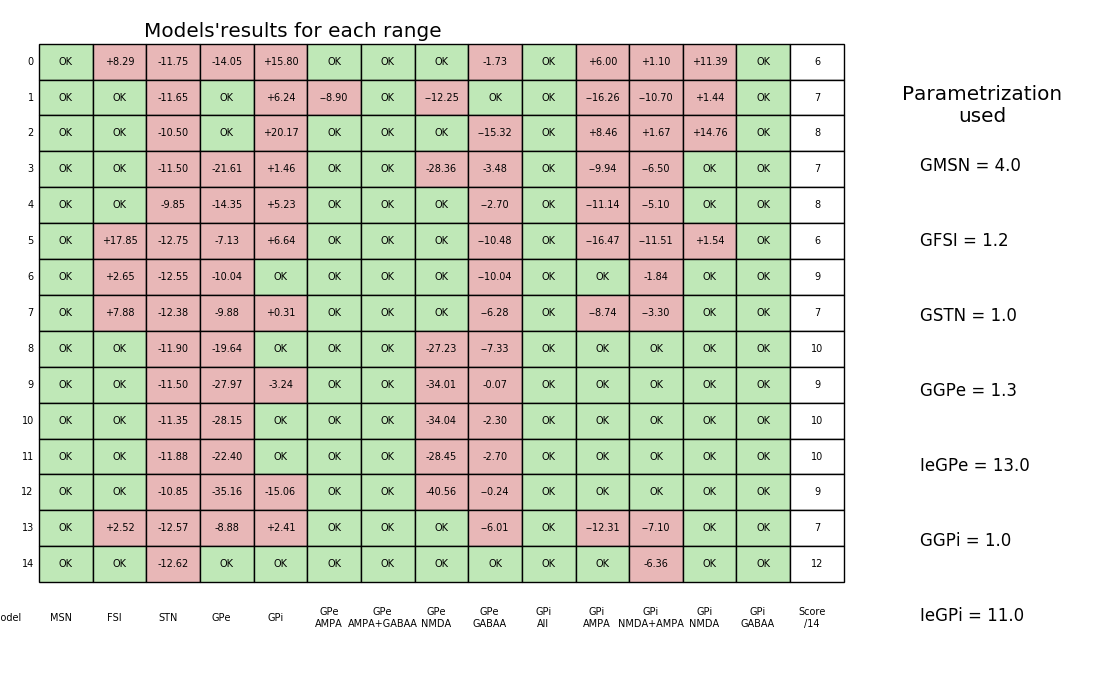 Models'results for each range
0 OK +8.29 -11.75 -14.05 +15.80 OK OK OK -1.73 OK +6.00 +1.10 +11.39 OK 6
1 OK OK -11.65 OK +6.24 --8.90 OK --12.25 OK OK --16.26 --10.70 +1.44 OK 7
2 OK OK -10.50 OK +20.17 OK OK OK --15.32 OK +8.46 +1.67 +14.76 OK 8
3 OK OK -11.50 -21.61 +1.46 OK OK -28.36 -3.48 OK --9.94 --6.50 OK OK 7
4 OK OK -9.85 -14.35 +5.23 OK OK OK --2.70 OK --11.14 --5.10 OK OK 8
5 OK +17.85 -12.75 -7.13 +6.64 OK OK OK --10.48 OK --16.47 --11.51 +1.54 OK 6
6 OK +2.65 -12.55 -10.04 OK OK OK OK --10.04 OK OK -1.84 OK OK 9
7 OK +7.88 -12.38 -9.88 +0.31 OK OK OK --6.28 OK --8.74 --3.30 OK OK 7
8 OK OK -11.90 -19.64 OK OK OK -27.23 --7.33 OK OK OK OK OK 10
9 OK OK -11.50 -27.97 -3.24 OK OK -34.01 -0.07 OK OK OK OK OK 9
10 OK OK -11.35 -28.15 OK OK OK -34.04 -2.30 OK OK OK OK OK 10
11 OK OK -11.88 -22.40 OK OK OK -28.45 -2.70 OK OK OK OK OK 10
12 OK OK -10.85 -35.16 -15.06 OK OK -40.56 --0.24 OK OK OK OK OK 9
13 OK +2.52 -12.57 -8.88 +2.41 OK OK OK --6.01 OK --12.31 --7.10 OK OK 7
14 OK OK -12.62 OK OK OK OK OK OK OK OK -6.36 OK OK 12
odel MSN FSI STN GPe GPi GPe GPe GPe GPe GPi GPi GPi GPi GPi Score
AMPA AMPA+GABAA NMDA GABAA All AMPA NMDA+AMPA NMDA GABAA /14
Parametrization
used
GMSN = 4.0
GFSI = 1.2
GSTN = 1.0
GGPe = 1.3
IeGPe = 13.0
GGPi = 1.0
IeGPi = 11.0